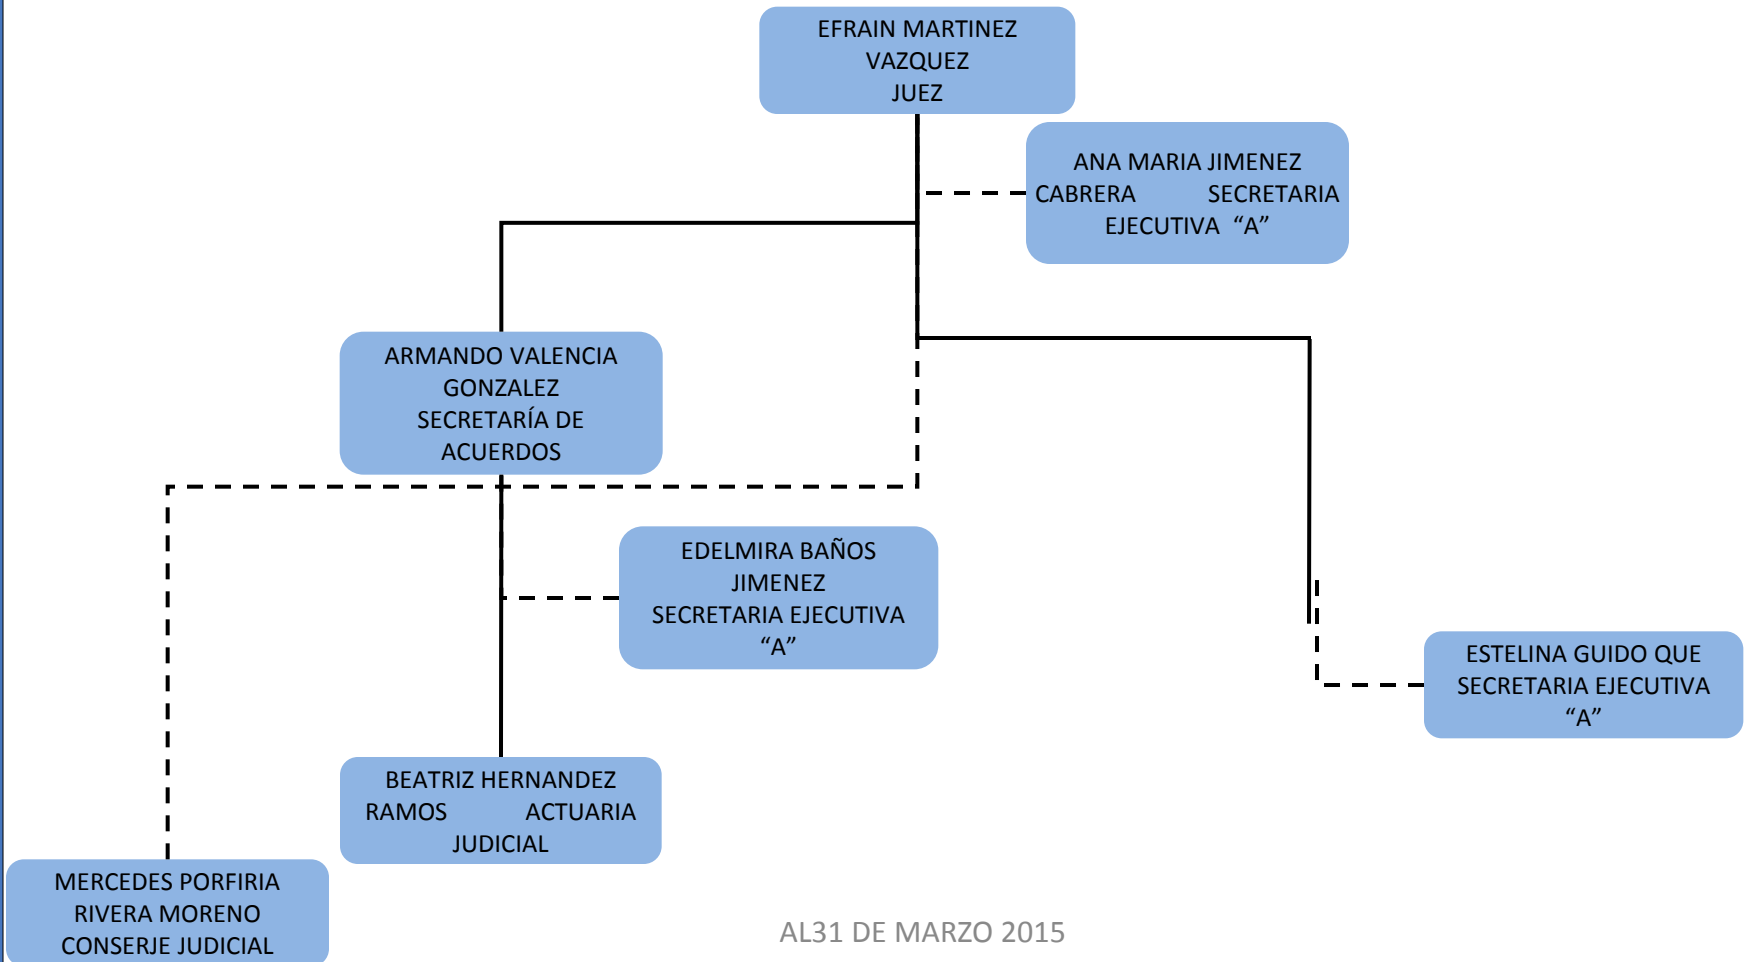 EFRAIN MARTINEZ
VAZQUEZ
JUEZ
ANA MARIA JIMENEZ
CABRERA SECRETARIA
EJECUTIVA “A”
ARMANDO VALENCIA
GONZALEZ
SECRETARÍA DE
ACUERDOS
EDELMIRA BAÑOS
JIMENEZ
SECRETARIA EJECUTIVA
“A”
ESTELINA GUIDO QUE
SECRETARIA EJECUTIVA
“A”
BEATRIZ HERNANDEZ
RAMOS ACTUARIA
JUDICIAL
MERCEDES PORFIRIA
RIVERA MORENO
CONSERJE JUDICIAL
AL31 DE MARZO 2015